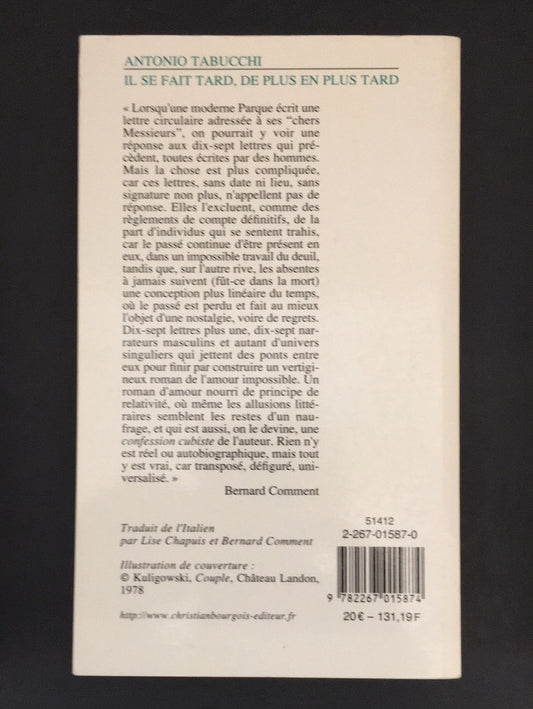 ANTONIO TABUCCHI
IL SE FAIT TARD, DE PLUS EN PLUS TARD
« Lorsqu'une moderne Parque écrit une
lettre circulaire adressée à ses "chers
Messieurs", on pourrait y voir une
réponse aux dix-sept lettres qui pré-
cèdent, toutes écrites par des hommes.
Mais la chose est plus compliquée,
car ces lettres, sans date ni lieu, sans
signature non plus, n'appellent pas de
réponse. Elles l'excluent, comme des
règlements de compte définitifs, de la
part d'individus qui se sentent trahis,
car le passé continue d'être présent en
eux, dans un impossible travail du deuil,
tandis que, sur l'autre rive, les absentes
à jamais suivent (fût-ce dans la mort)
une conception plus linéaire du temps,
où le passé est perdu et fait au mieux
l'objet d'une nostalgie, voire de regrets.
Dix-sept lettres plus une, dix-sept nar-
rateurs masculins et autant d'univers
singuliers qui jettent des ponts entre
eux pour finir par construire un vertigi-
neux roman de l'amour impossible. Un
roman d'amour nourri de principe de
relativité, où même les allusions litté-
raires semblent les restes d'un nau-
frage, et qui est aussi, on le devine, une
confession cubiste de l'auteur. Rien n'y
est réel ou autobiographique, mais tout
y est vrai, car transposé, défiguré, uni-
versalisé. »
Bernard Comment
Traduit de l'Italien
par Lise Chapuis et Bernard Comment
Illustration de couverture :
© Kuligowski, Couple, Château Landon,
1978
http://www.christianbourgois-editeur.fr
51412
2-267-01587-0
9 782267 015874
20 € – 131,19 F